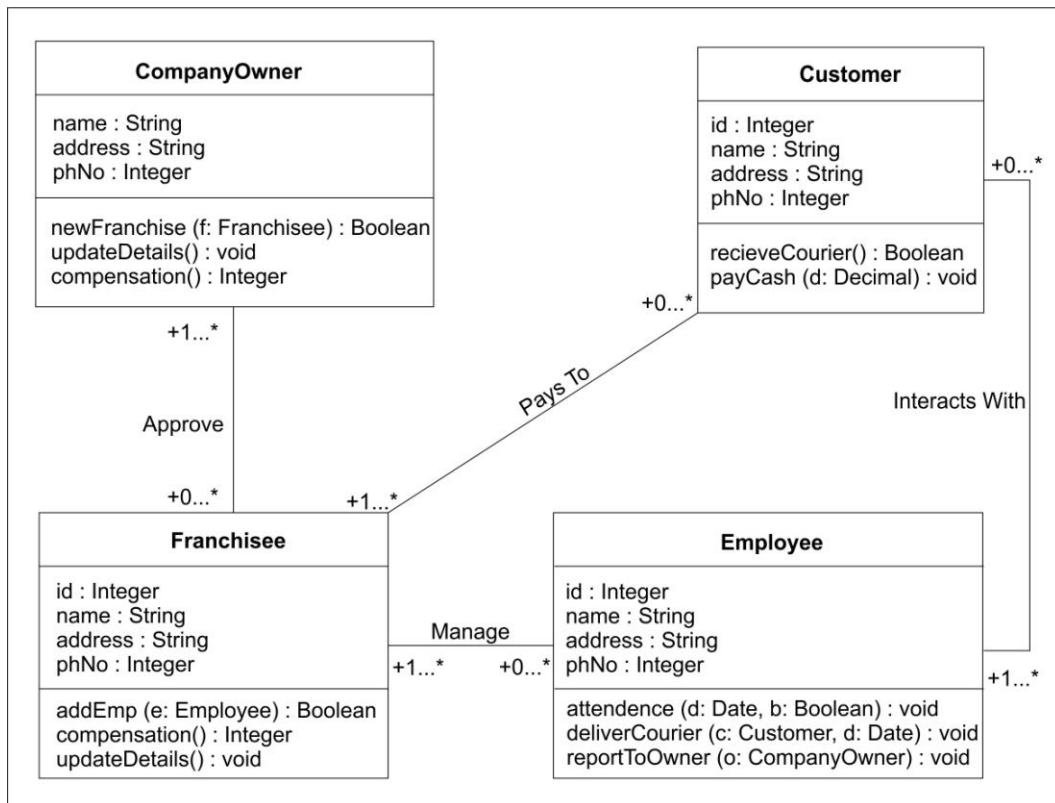 CompanyOwner
name : String
address : String
phNo : Integer
newFranchise (f: Franchisee) : Boolean
updateDetails() : void
compensation() : Integer
Customer
id : Integer
name : String
address : String
phNo : Integer
recieveCourier() : Boolean
payCash (d: Decimal) : void
+0...*
+1...*
+0...*
Pays To
Approve
Interacts With
+0...*
+1...*
Franchisee
id : Integer
name : String
address : String
phNo : Integer
addEmp (e: Employee) : Boolean
compensation() : Integer
updateDetails() : void
Manage
+1...*
+0...*
Employee
id : Integer
name : String
address : String
phNo : Integer
attendence (d: Date, b: Boolean) : void
deliverCourier (c: Customer, d: Date) : void
reportToOwner (o: CompanyOwner) : void
+1...*